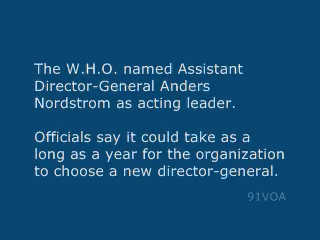 The W.H.O. named Assistant
Director-General Anders
Nordstrom as acting leader.
Officials say it could take as a
long as a year for the organization
to choose a new director-general.
91VOA